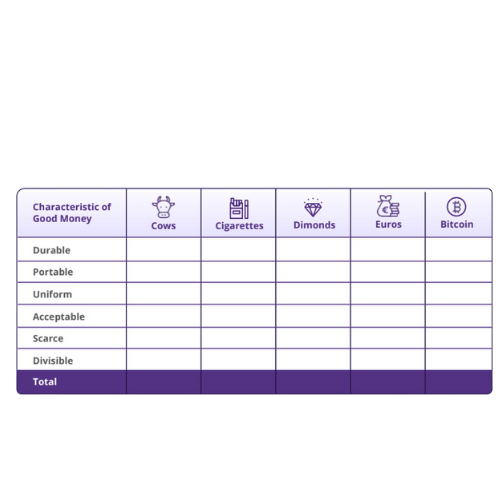 Characteristic of
Good Money
Cows
Cigarettes
Dimonds
Euros
Bitcoin
Durable
Portable
Uniform
Acceptable
Scarce
Divisible
Total